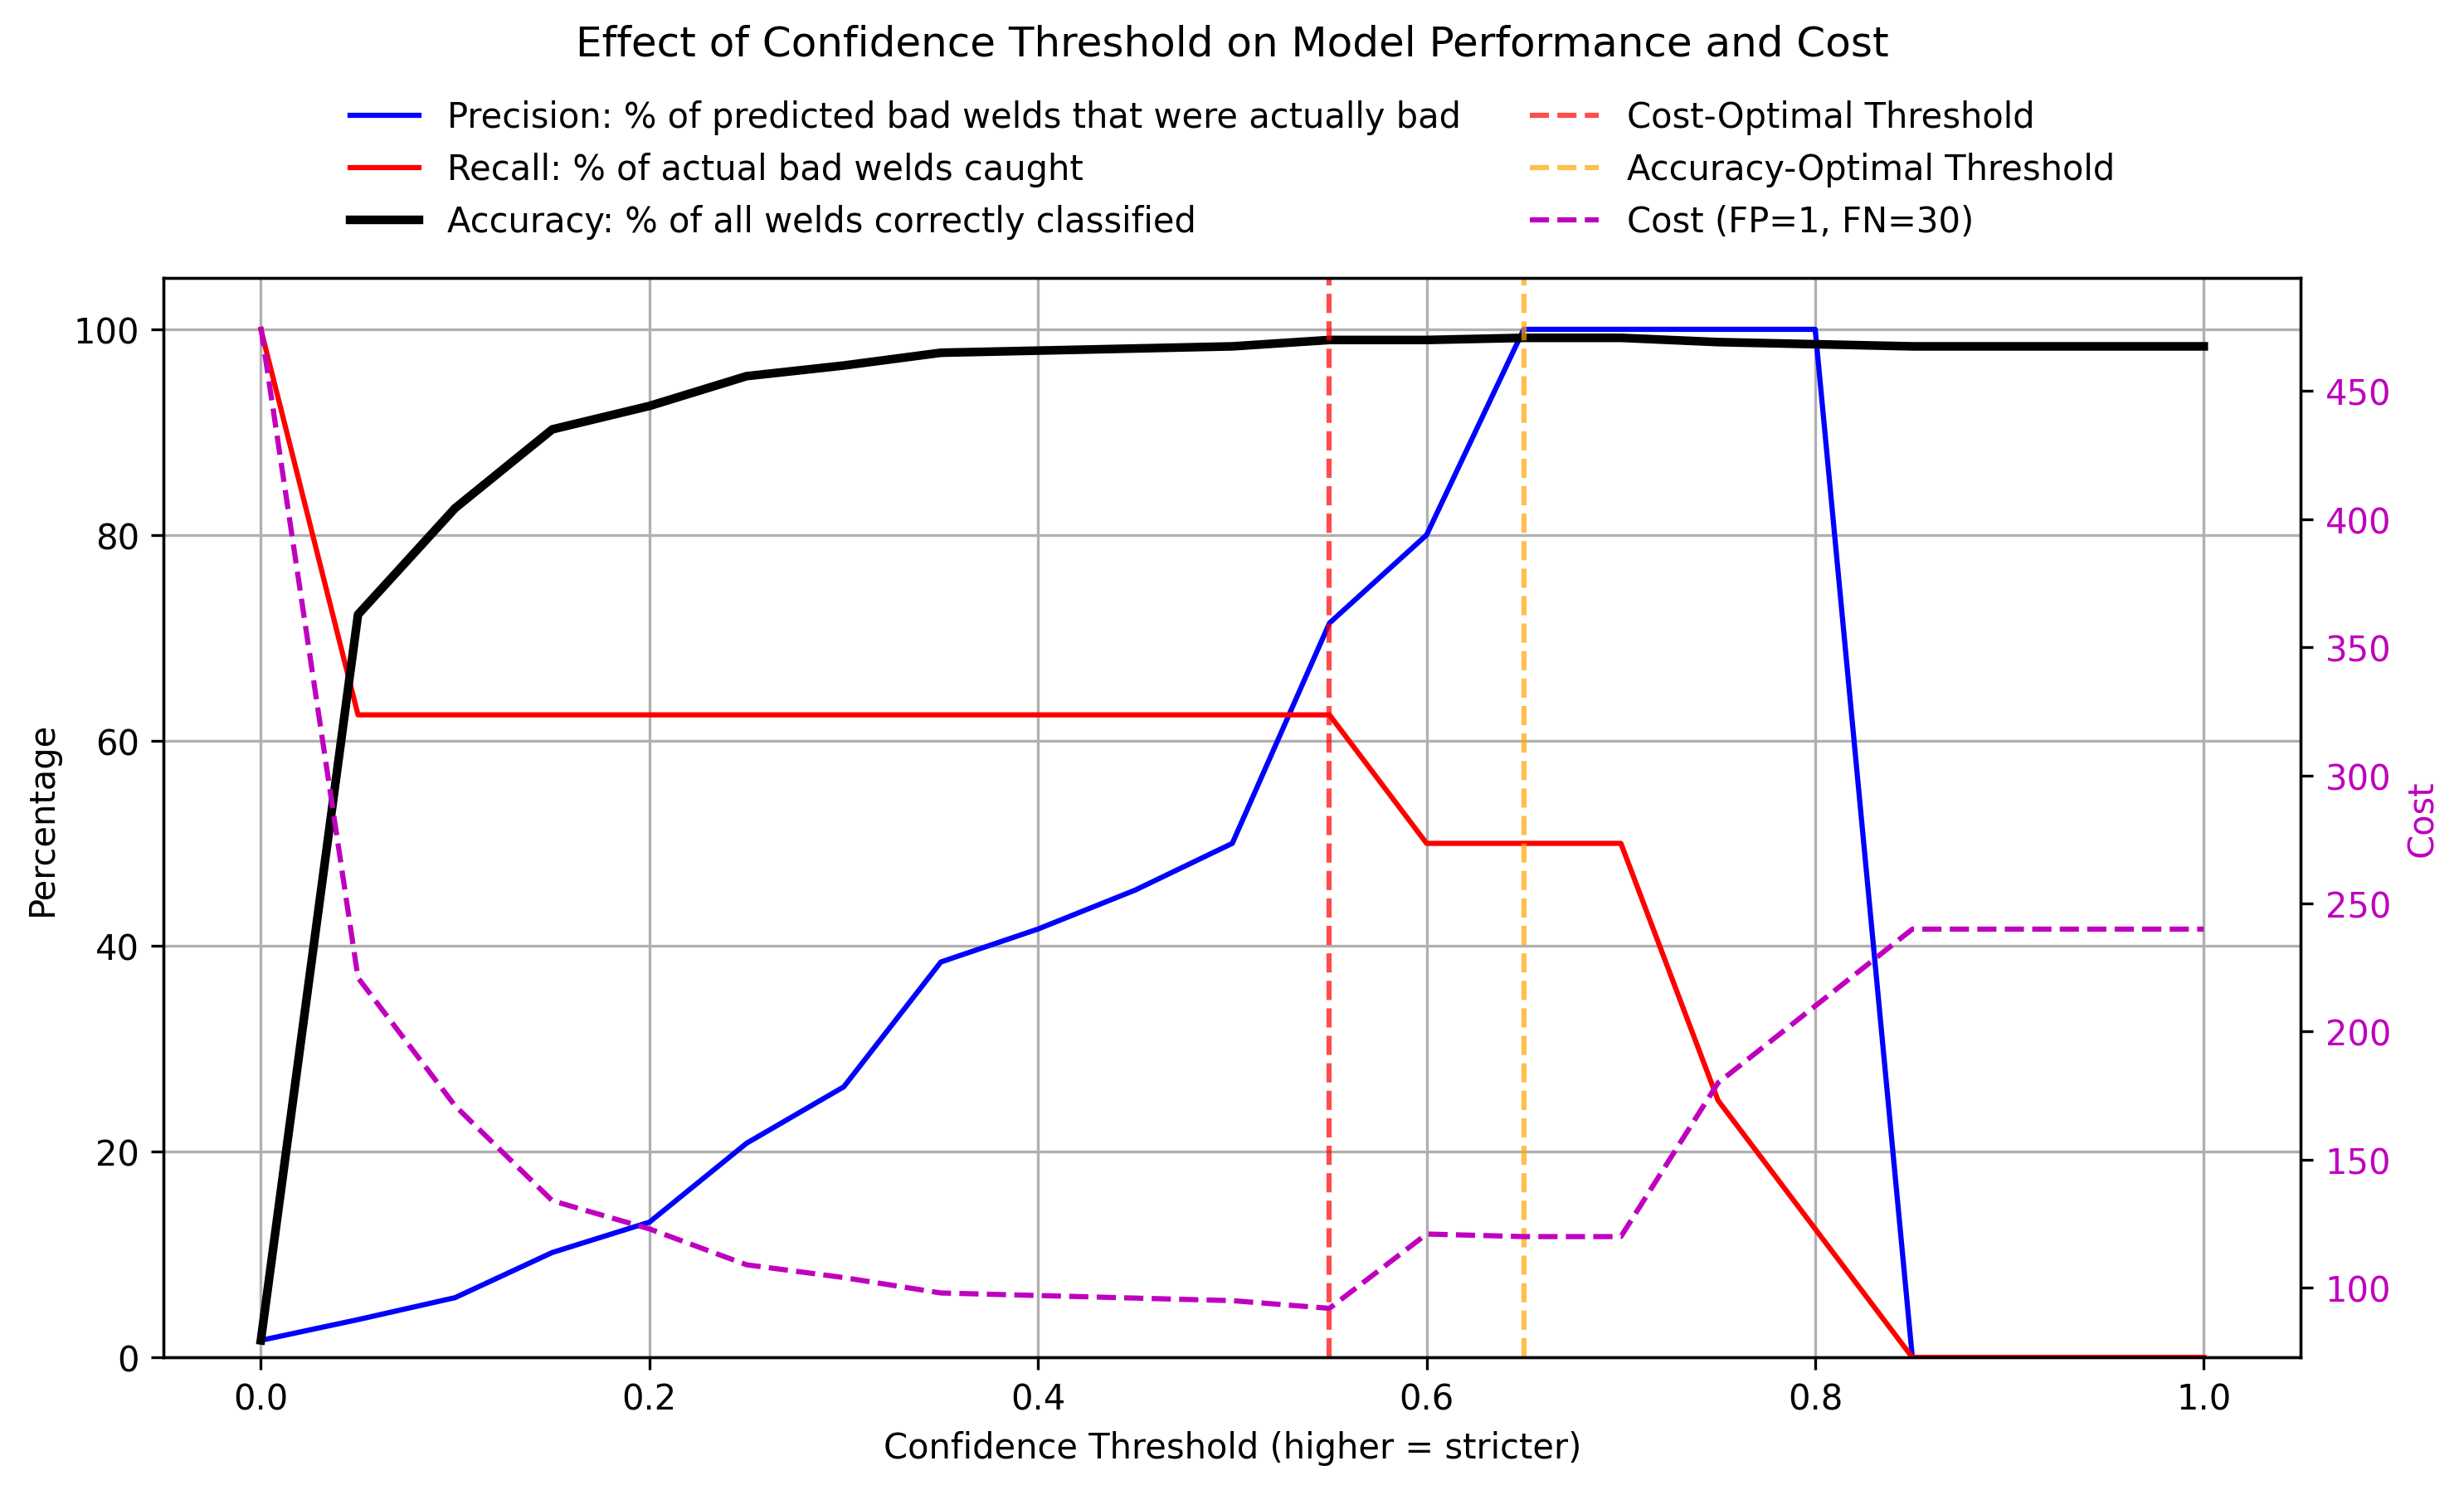 Effect of Confidence Threshold on Model Performance and Cost
Precision: % of predicted bad welds that were actually bad
Recall: % of actual bad welds caught
Accuracy: % of all welds correctly classified
Cost-Optimal Threshold
Accuracy-Optimal Threshold
Cost (FP=1, FN=30)
Percentage
100
80
60
40
20
0
450
400
350
300
250
200
150
100
Cost
0.0 0.2 0.4 0.6 0.8 1.0
Confidence Threshold (higher = stricter)